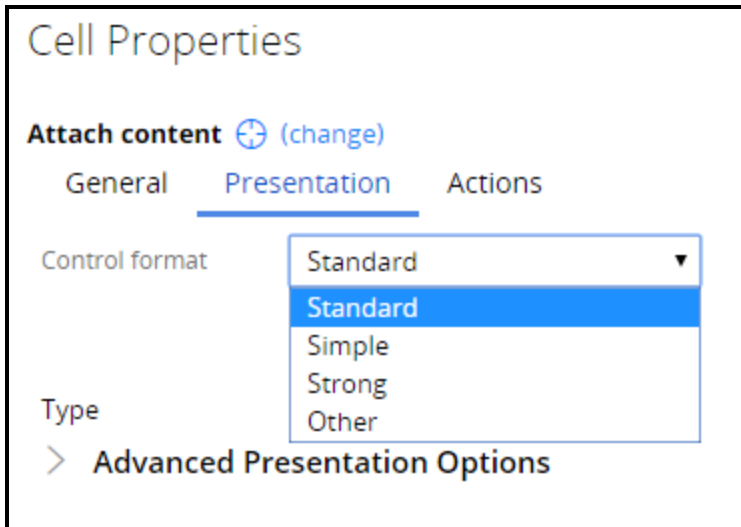 Cell Properties
Attach content (change)
General Presentation Actions
Control format Standard
Standard
Simple
Strong
Type
Other
Advanced Presentation Options